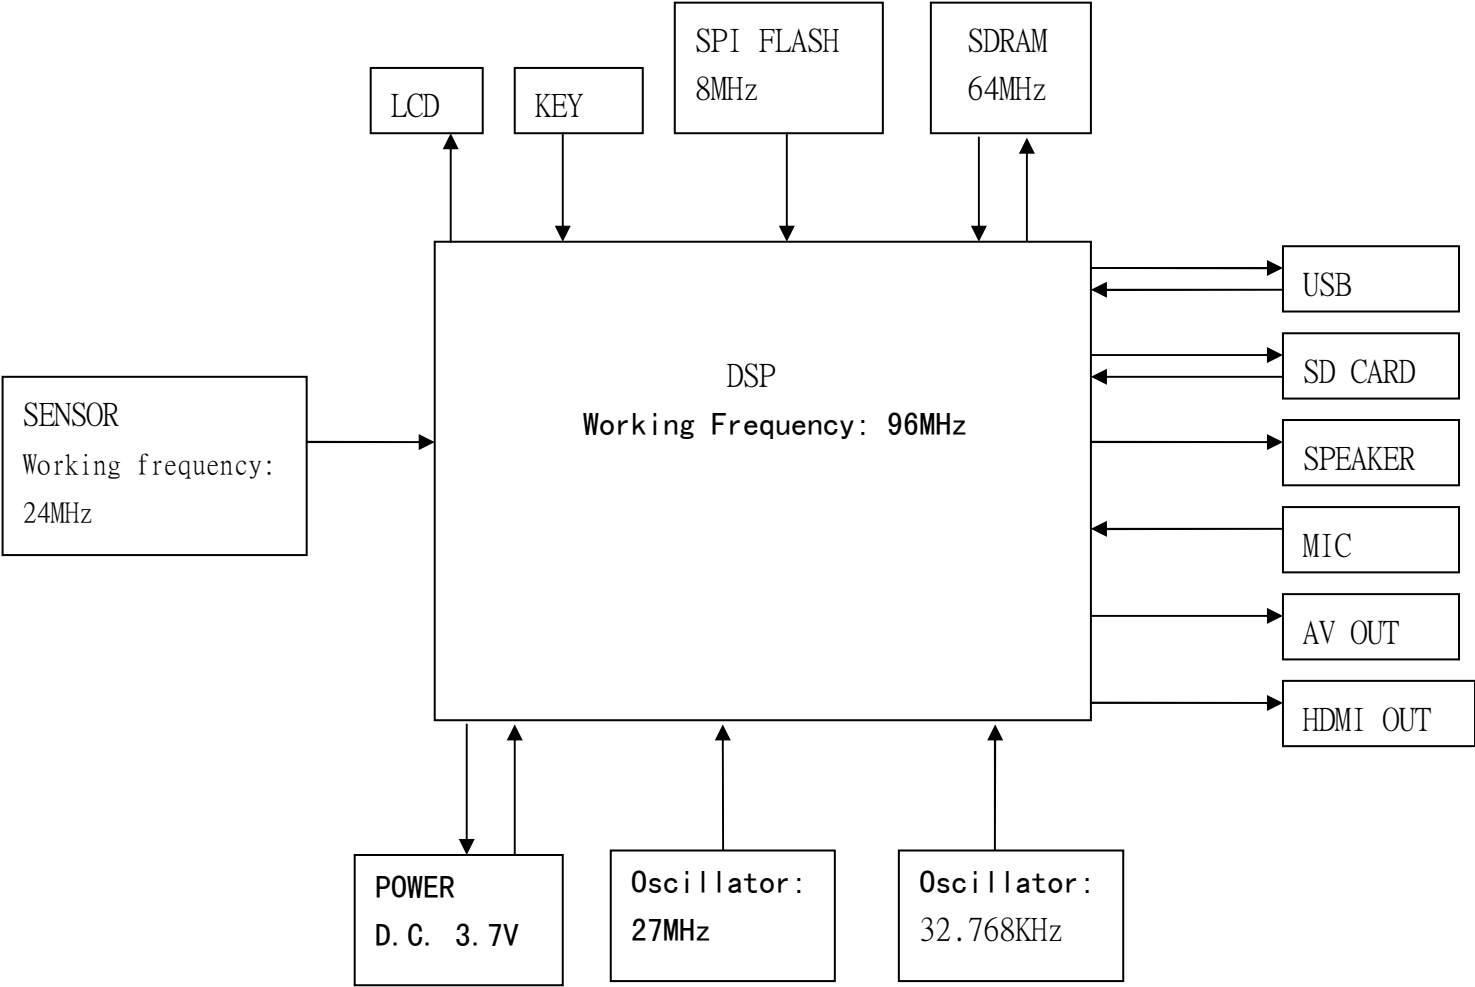 SPI FLASH
8MHz
SDRAM
64MHz
LCD
KEY
USB
SD CARD
SPEAKER
MIC
AV OUT
HDMI OUT
DSP
Working Frequency: 96MHz
SENSOR
Working frequency:
24MHz
POWER
D.C. 3.7V
Oscillator:
27MHz
Oscillator:
32.768KHz